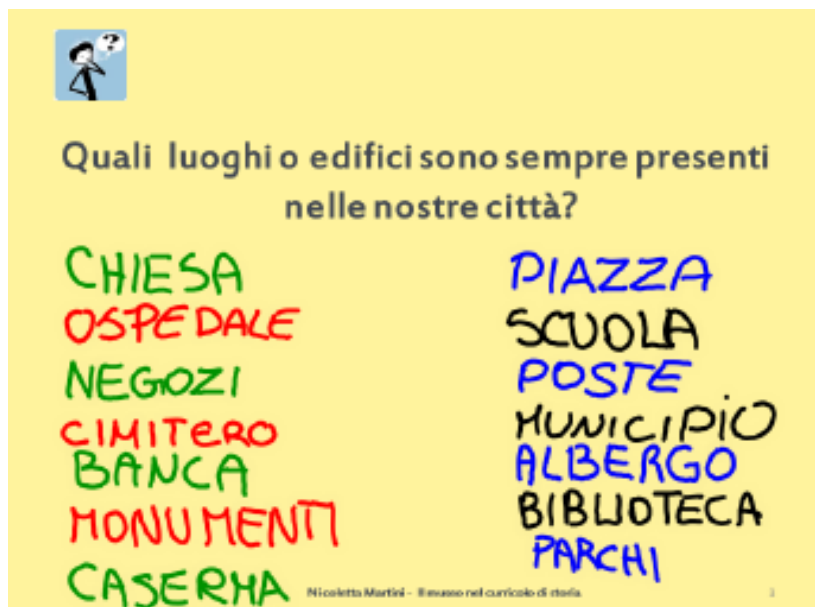 ?
Quali luoghi o edifici sono sempre presenti
nelle nostre città?
CHIESA
OSPEDALE
NEGOZI
CIMITERO
BANCA
MONUMENTI
CASERMA
PIAZZA
SCUOLA
POSTE
MUNICIPIO
ALBERGO
BIBLIOTECA
PARCHI
Nicoletta Martini - Il museo nel curricolo di storia